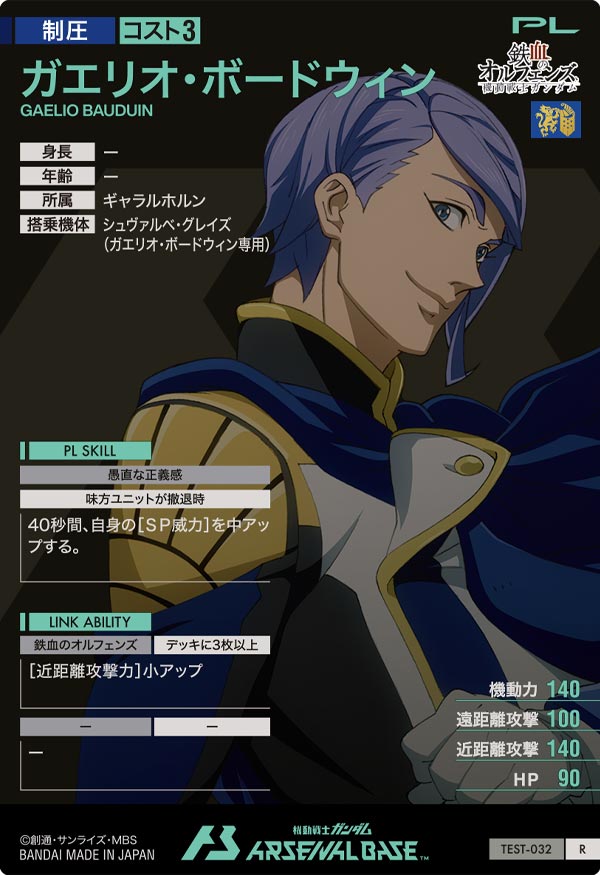 制圧 コスト3 PL
ガエリオ・ボードウィン
GAELIO BAUDUIN
鉄血の
オルフェンズ
機動戦士ガンダム
身長 ー
年齢 ー
所属 ギャラルホルン
搭乗機体 シュヴァルベ・グレイズ
(ガエリオ・ボードウィン専用)
PL SKILL
愚直な正義感
味方ユニットが撤退時
40秒間、自身の[SP威力]を中アッ
プする。
LINK ABILITY
鉄血のオルフェンズ デッキに3枚以上
[近距離攻撃力]小アップ
ー ー
ー
機動力 140
遠距離攻撃 100
近距離攻撃 140
HP 90
©創通・サンライズ・MBS
BANDAI MADE IN JAPAN
機動戦士ガンダム
ARSENAL BASE™
TEST-032 R